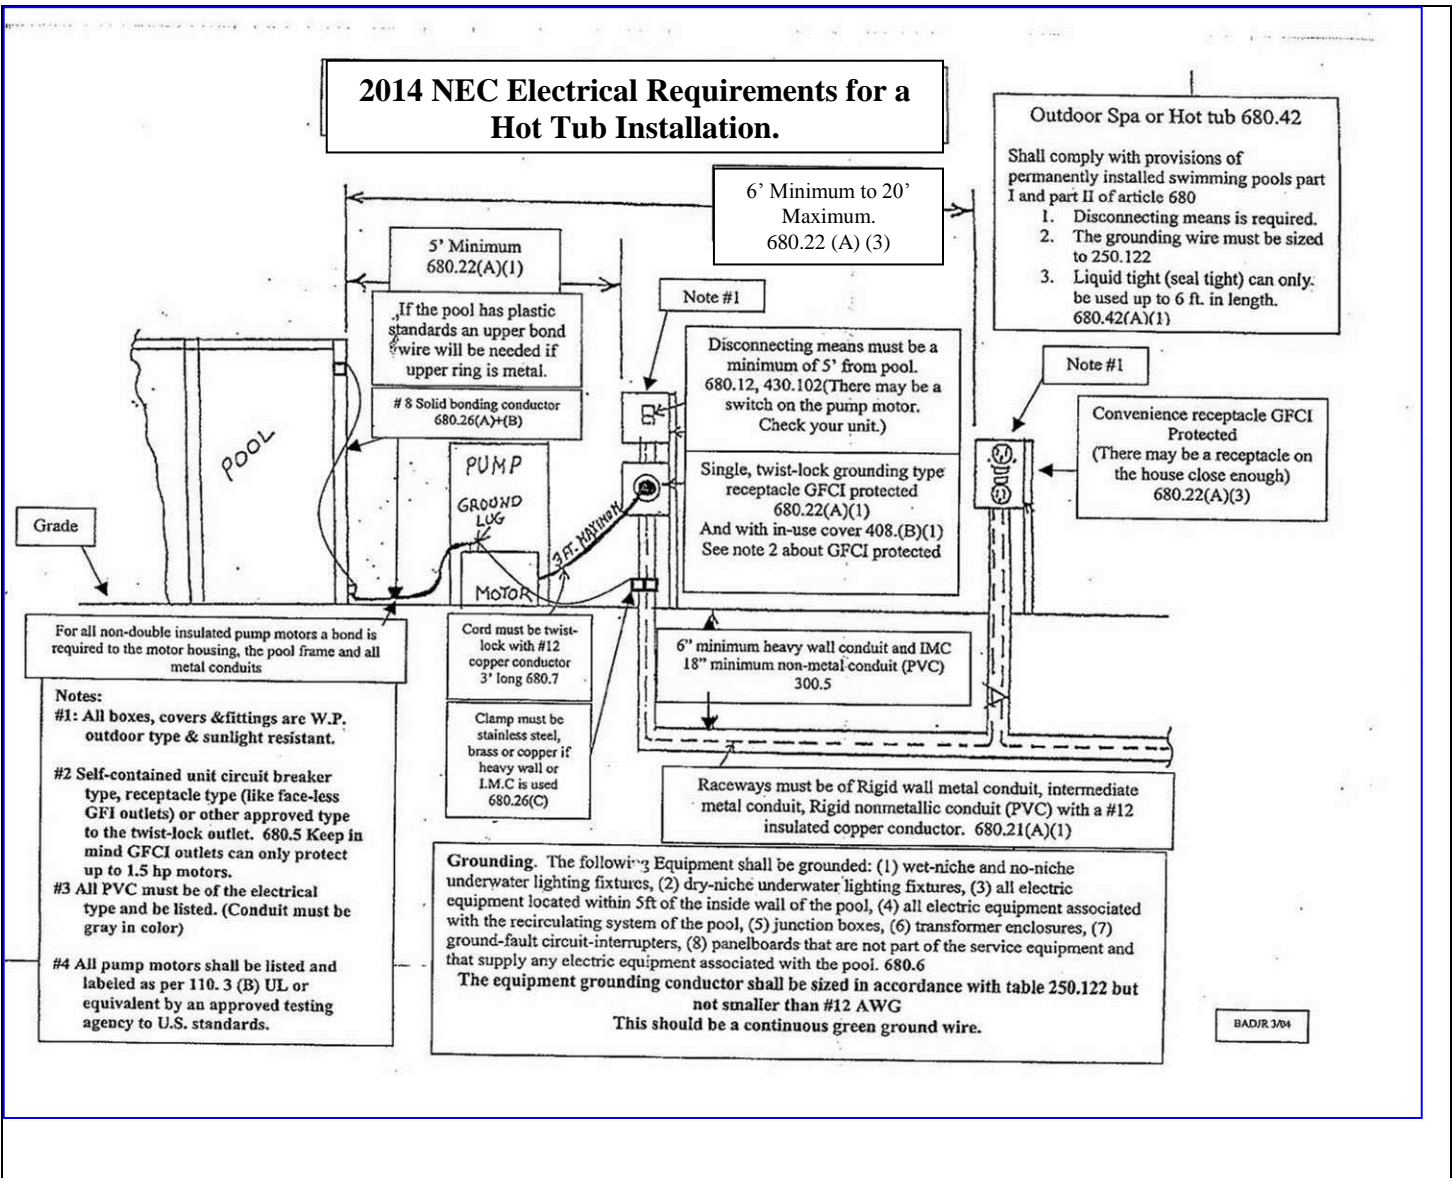 2014 NEC Electrical Requirements for a
Hot Tub Installation.
Outdoor Spa or Hot tub 680.42
Shall comply with provisions of
permanently installed swimming pools part
I and part II of article 680
1. Disconnecting means is required.
2. The grounding wire must be sized
to 250.122
3. Liquid tight (seal tight) can only
be used up to 6 ft. in length.
680.42(A)(1)
6’ Minimum to 20’
Maximum.
680.22 (A) (3)
5’ Minimum
680.22(A)(1)
If the pool has plastic
standards an upper bond
wire will be needed if
upper ring is metal.
# 8 Solid bonding conductor
680.26(A)+(B)
Note #1
Disconnecting means must be a
minimum of 5’ from pool.
680.12, 430.102(There may be a
switch on the pump motor.
Check your unit.)
Single, twist-lock grounding type
receptacle GFCI protected
680.22(A)(1)
And with in-use cover 408.(B)(1)
See note 2 about GFCI protected
Note #1
Convenience receptacle GFCI
Protected
(There may be a receptacle on
the house close enough)
680.22(A)(3)
POOL
PUMP
GROUND
LUG
MOTOR
3 FT. MAXIMUM
Grade
For all non-double insulated pump motors a bond is
required to the motor housing, the pool frame and all
metal conduits
Cord must be twist-
lock with #12
copper conductor
3’ long 680.7
Clamp must be
stainless steel,
brass or copper if
heavy wall or
I.M.C is used
680.26(C)
6” minimum heavy wall conduit and IMC
18” minimum non-metal conduit (PVC)
300.5
Raceways must be of Rigid wall metal conduit, intermediate
metal conduit, Rigid nonmetallic conduit (PVC) with a #12
insulated copper conductor. 680.21(A)(1)
Notes:
#1: All boxes, covers &fittings are W.P.
outdoor type & sunlight resistant.
#2 Self-contained unit circuit breaker
type, receptacle type (like face-less
GFI outlets) or other approved type
to the twist-lock outlet. 680.5 Keep in
mind GFCI outlets can only protect
up to 1.5 hp motors.
#3 All PVC must be of the electrical
type and be listed. (Conduit must be
gray in color)
#4 All pump motors shall be listed and
labeled as per 110. 3 (B) UL or
equivalent by an approved testing
agency to U.S. standards.
Grounding. The following Equipment shall be grounded: (1) wet-niche and no-niche
underwater lighting fixtures, (2) dry-niche underwater lighting fixtures, (3) all electric
equipment located within 5ft of the inside wall of the pool, (4) all electric equipment associated
with the recirculating system of the pool, (5) junction boxes, (6) transformer enclosures, (7)
ground-fault circuit-interrupters, (8) panelboards that are not part of the service equipment and
that supply any electric equipment associated with the pool. 680.6
The equipment grounding conductor shall be sized in accordance with table 250.122 but
not smaller than #12 AWG
This should be a continuous green ground wire.
BAD/R 3/04